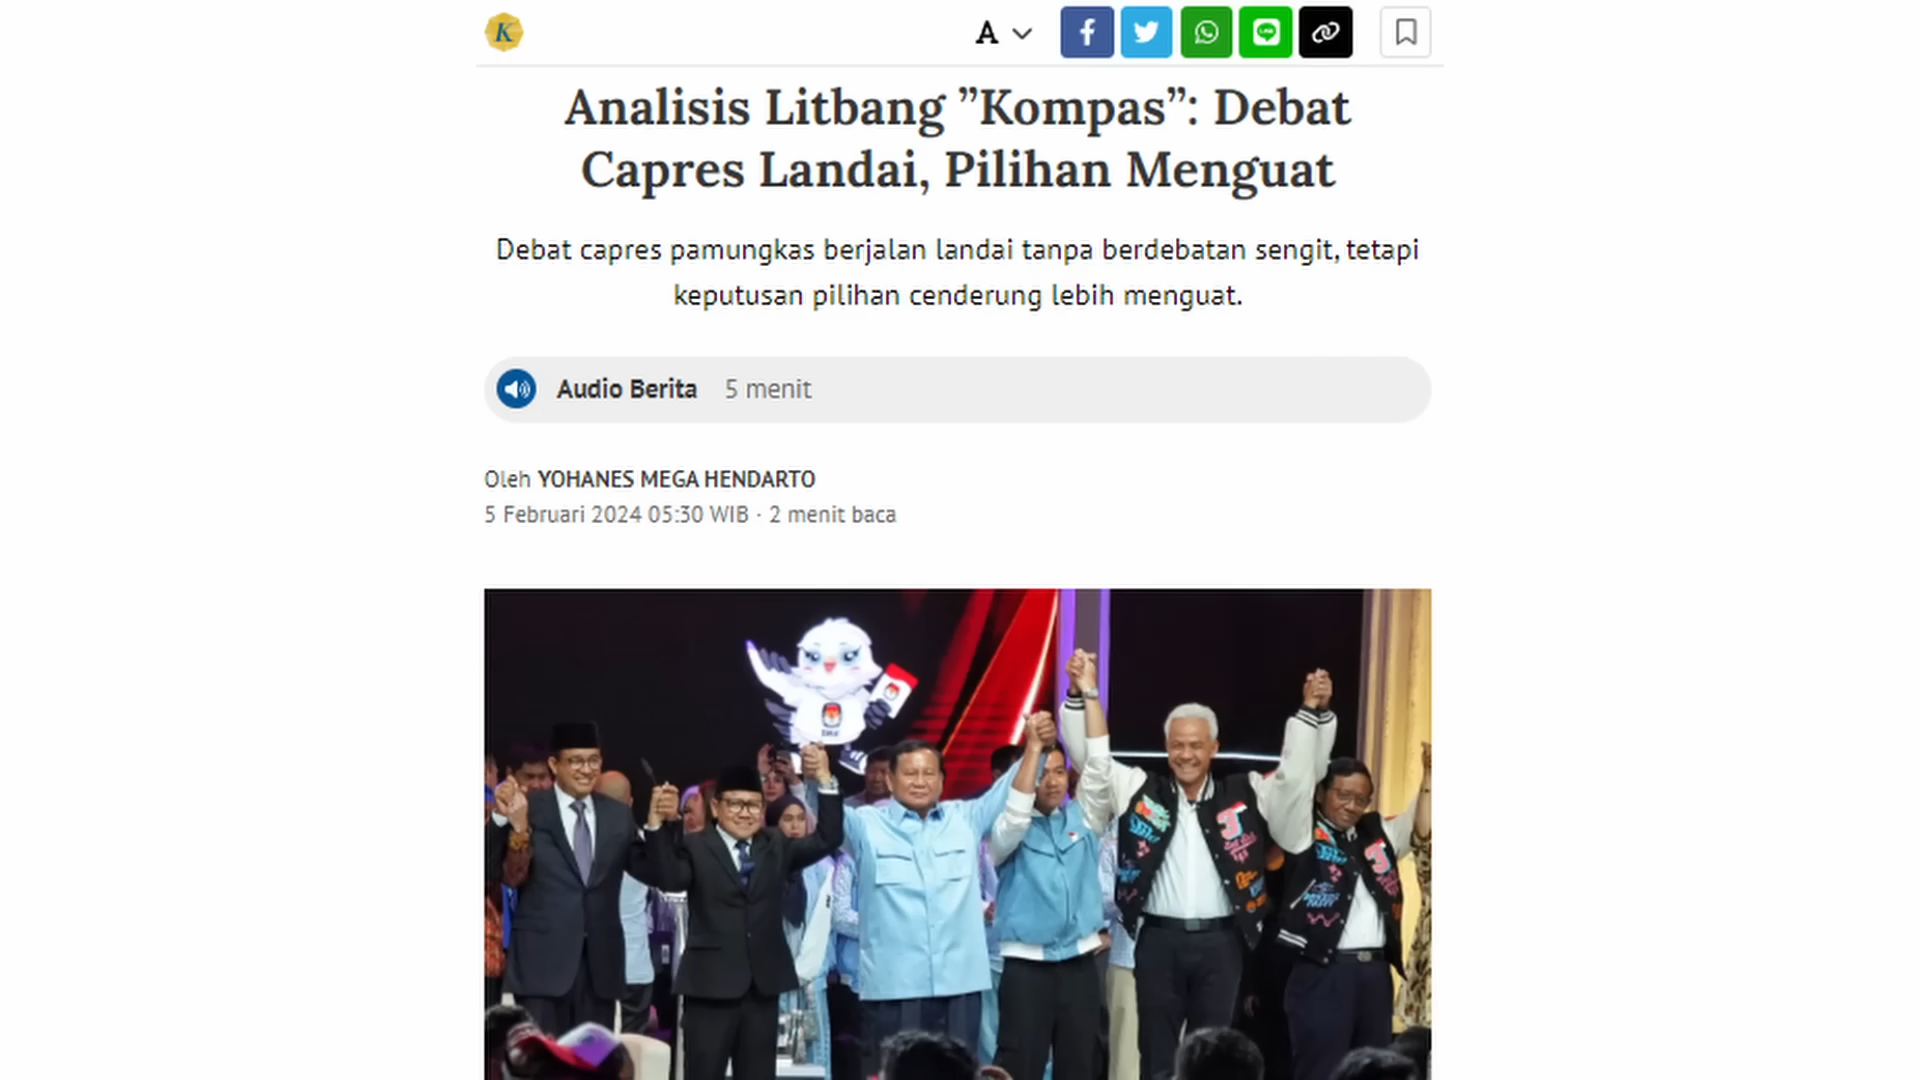 K
A
LINE
Analisis Litbang ”Kompas”: Debat
Capres Landai, Pilihan Menguat
Debat capres pamungkas berjalan landai tanpa berdebatan sengit, tetapi
keputusan pilihan cenderung lebih menguat.
Audio Berita 5 menit
Oleh YOHANES MEGA HENDARTO
5 Februari 2024 05:30 WIB · 2 menit baca